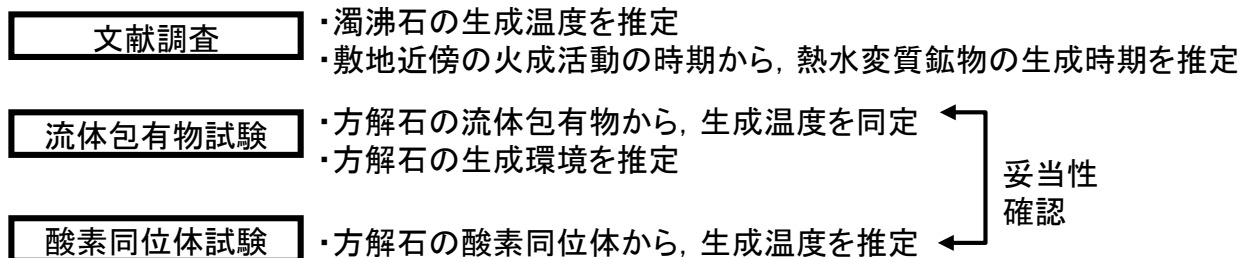 文献調査
・濁沸石の生成温度を推定
・敷地近傍の火成活動の時期から，熱水変質鉱物の生成時期を推定
流体包有物試験
・方解石の流体包有物から，生成温度を同定
・方解石の生成環境を推定
妥当性
確認
酸素同位体試験
・方解石の酸素同位体から，生成温度を推定